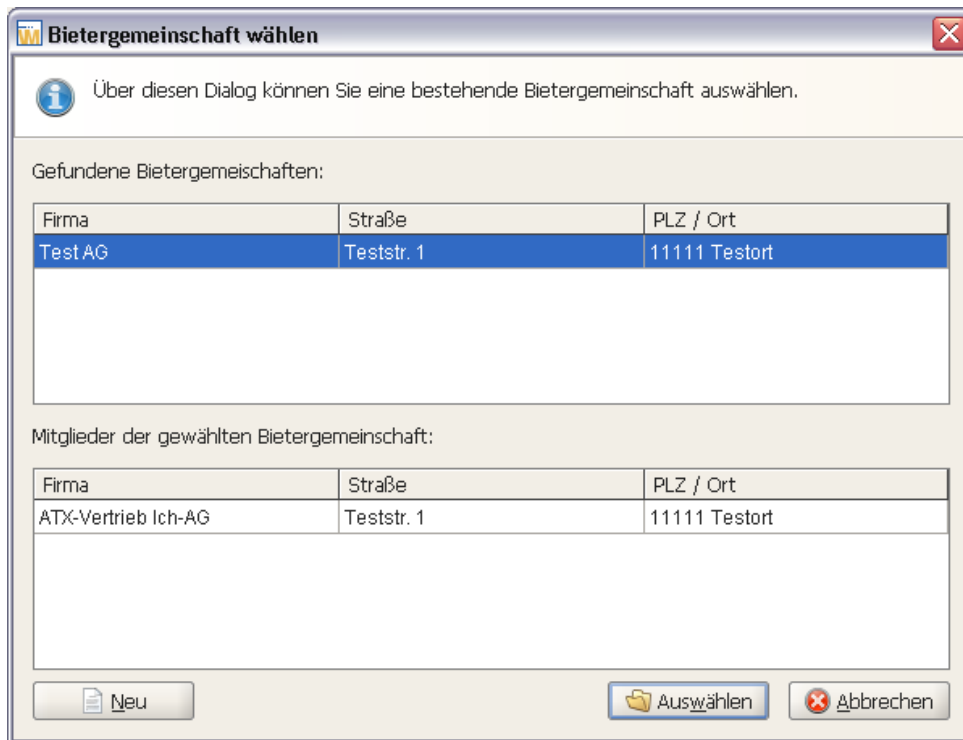 Bietergemeinschaft wählen
Über diesen Dialog können Sie eine bestehende Bietergemeinschaft auswählen.
Gefundene Bietergemeischaften:
Firma Straße PLZ / Ort
Test AG Teststr. 1 11111 Testort
Mitglieder der gewählten Bietergemeinschaft:
Firma Straße PLZ / Ort
ATX-Vertrieb Ich-AG Teststr. 1 11111 Testort
Neu Auswählen Abbrechen